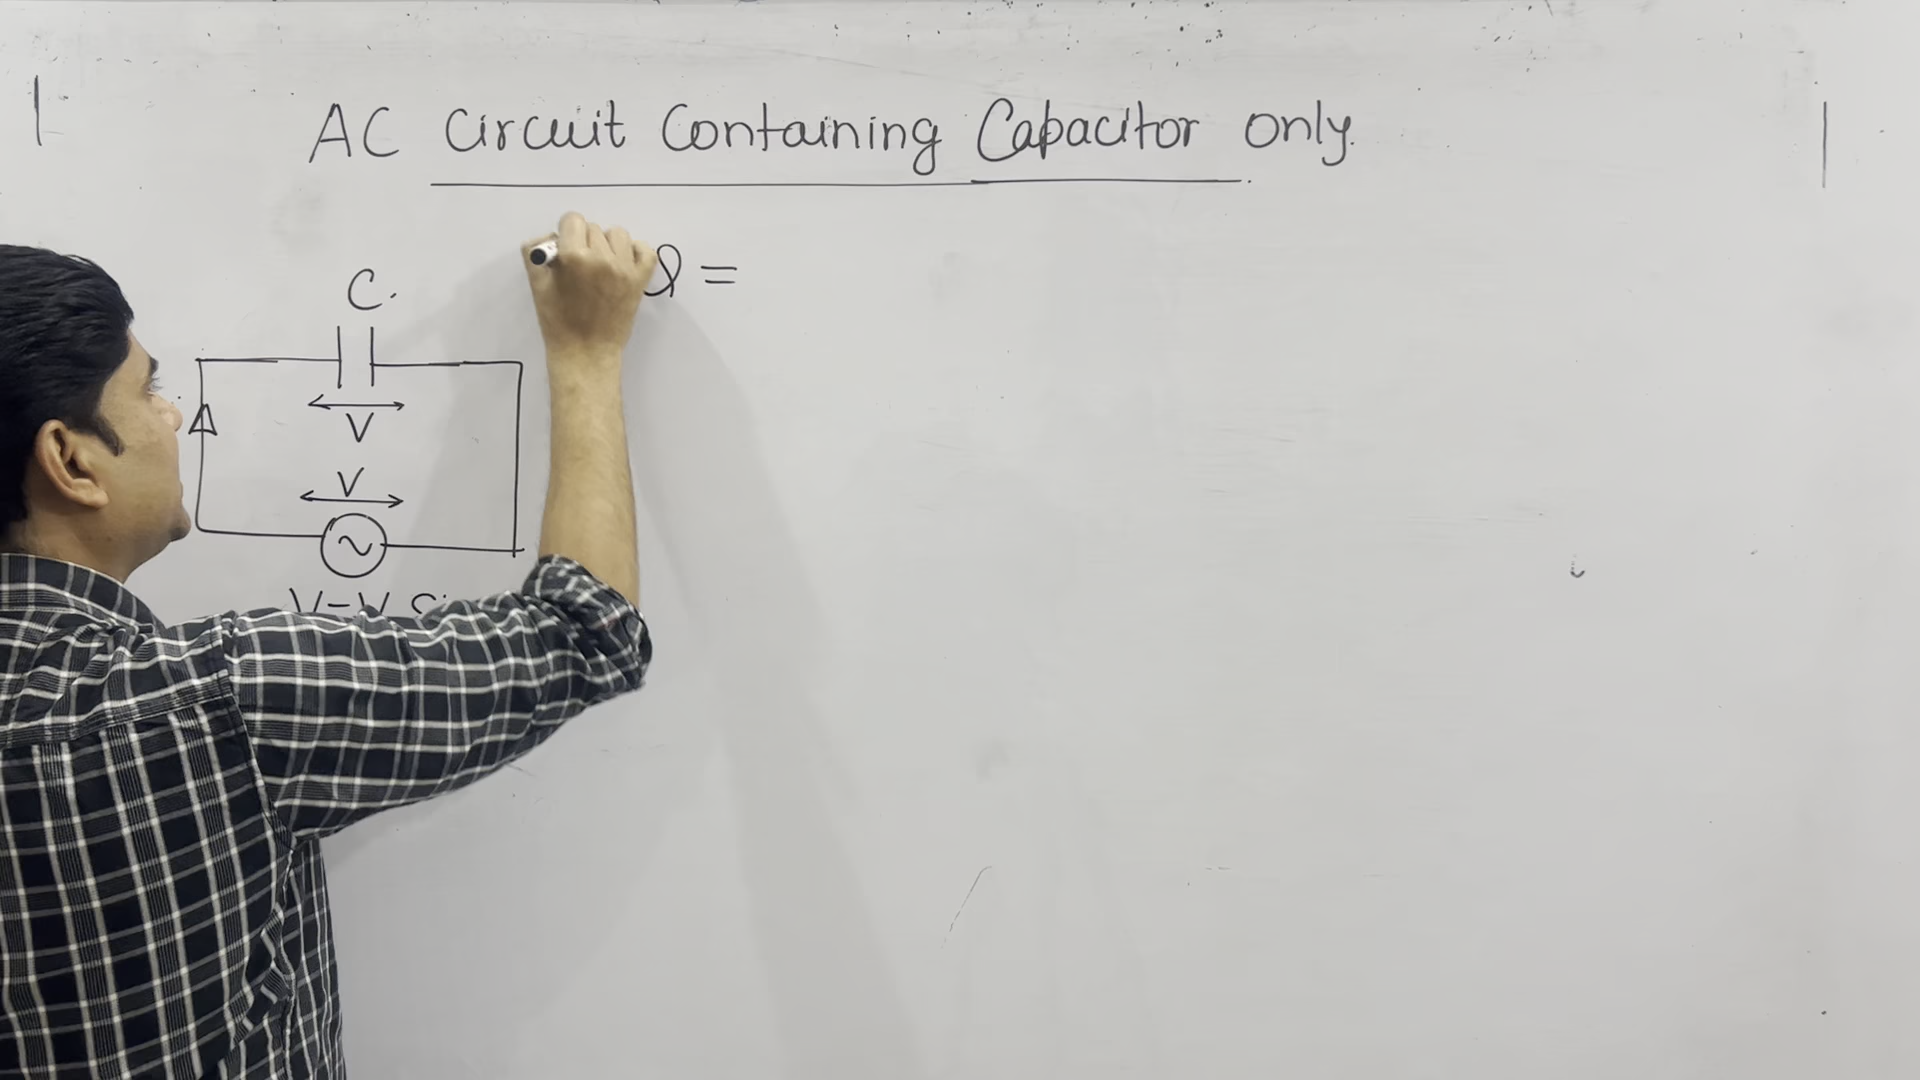 AC Circuit Containing Capacitor only.
C.
V
V
V=V
=